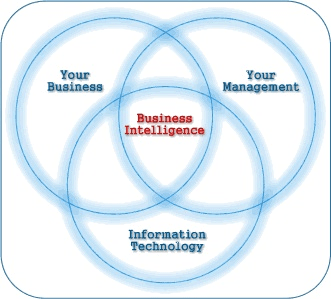 Your
Business
Your
Management
Business
Intelligence
Information
Technology